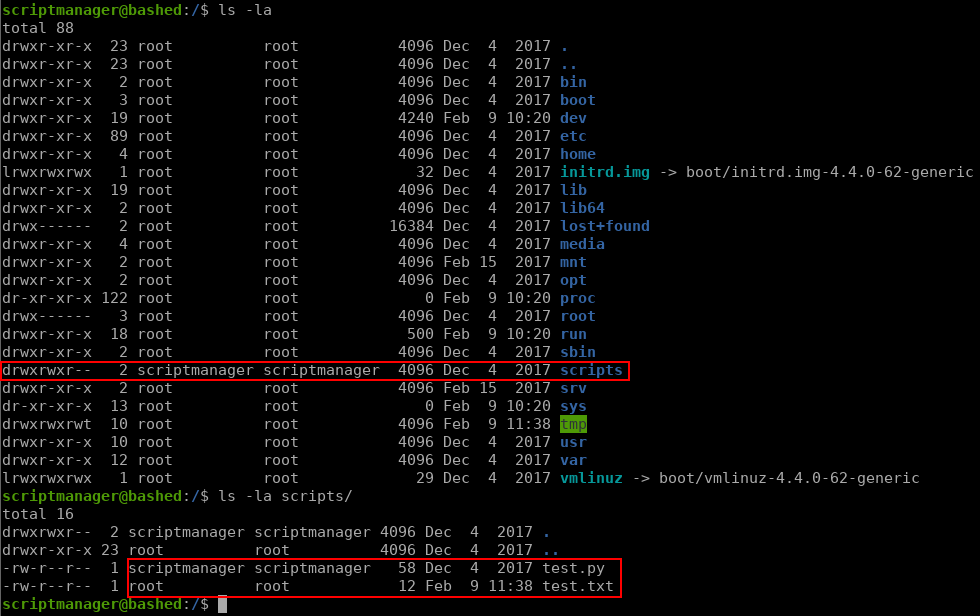 scriptmanager@bashed:/$ ls -la
total 88
drwxr-xr-x  23 root          root           4096 Dec  4  2017 .
drwxr-xr-x  23 root          root           4096 Dec  4  2017 ..
drwxr-xr-x   2 root          root           4096 Dec  4  2017 bin
drwxr-xr-x   3 root          root           4096 Dec  4  2017 boot
drwxr-xr-x  19 root          root           4240 Feb  9 10:20 dev
drwxr-xr-x  89 root          root           4096 Dec  4  2017 etc
drwxr-xr-x   4 root          root           4096 Dec  4  2017 home
lrwxrwxrwx   1 root          root             32 Dec  4  2017 initrd.img -> boot/initrd.img-4.4.0-62-generic
drwxr-xr-x  19 root          root           4096 Dec  4  2017 lib
drwxr-xr-x   2 root          root           4096 Dec  4  2017 lib64
drwx------   2 root          root          16384 Dec  4  2017 lost+found
drwxr-xr-x   4 root          root           4096 Dec  4  2017 media
drwxr-xr-x   2 root          root           4096 Feb 15  2017 mnt
drwxr-xr-x   2 root          root           4096 Dec  4  2017 opt
dr-xr-xr-x 122 root          root              0 Feb  9 10:20 proc
drwx------   3 root          root           4096 Dec  4  2017 root
drwxr-xr-x  18 root          root            500 Feb  9 10:20 run
drwxr-xr-x   2 root          root           4096 Dec  4  2017 sbin
drwxrwxr--   2 scriptmanager scriptmanager  4096 Dec  4  2017 scripts
drwxr-xr-x   2 root          root           4096 Feb 15  2017 srv
dr-xr-xr-x  13 root          root              0 Feb  9 10:20 sys
drwxrwxrwt  10 root          root           4096 Feb  9 11:38 tmp
drwxr-xr-x  10 root          root           4096 Dec  4  2017 usr
drwxr-xr-x  12 root          root           4096 Dec  4  2017 var
lrwxrwxrwx   1 root          root             29 Dec  4  2017 vmlinuz -> boot/vmlinuz-4.4.0-62-generic
scriptmanager@bashed:/$ ls -la scripts/
total 16
drwxrwxr--  2 scriptmanager scriptmanager 4096 Dec  4  2017 .
drwxr-xr-x 23 root          root          4096 Dec  4  2017 ..
-rw-r--r--  1 scriptmanager scriptmanager   58 Dec  4  2017 test.py
-rw-r--r--  1 root          root            12 Feb  9 11:38 test.txt
scriptmanager@bashed:/$